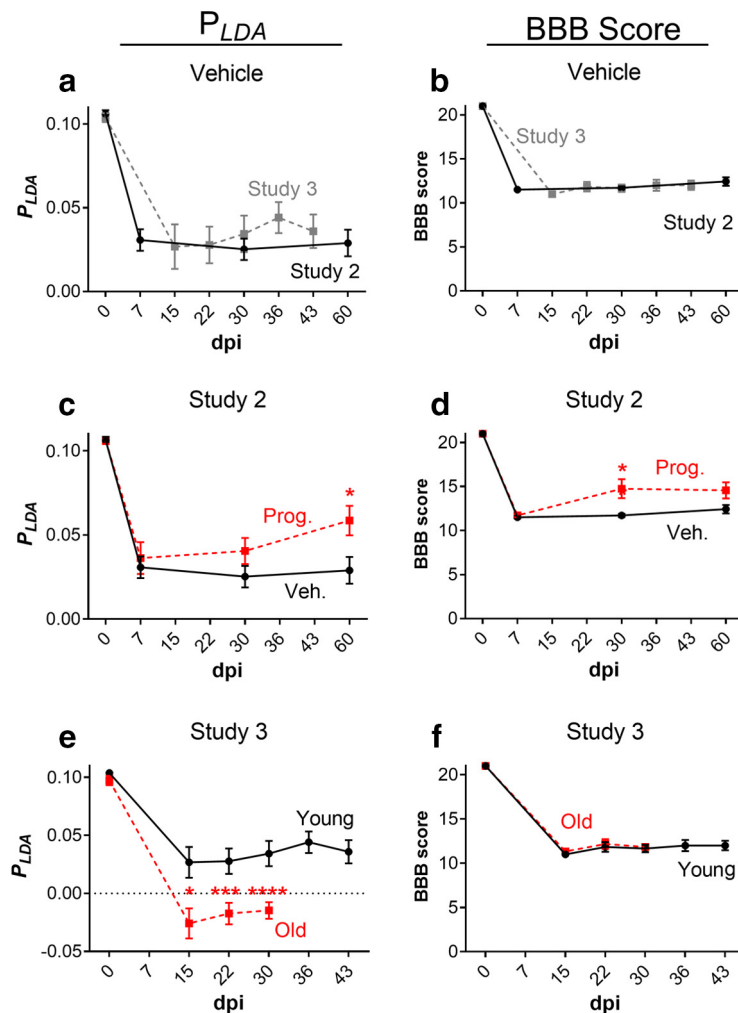 P_LDA
BBB Score
a
Vehicle
P_LDA
0.10
0.05
0.00
Study 3
Study 2
0 7 15 22 30 36 43 60
dpi
b
Vehicle
BBB score
20
15
10
5
0
Study 3
Study 2
0 7 15 22 30 36 43 60
dpi
c
Study 2
P_LDA
0.10
0.05
0.00
*
Prog.
Veh.
0 7 15 22 30 36 43 60
dpi
d
Study 2
BBB score
20
15
10
5
0
*
Prog.
Veh.
0 7 15 22 30 36 43 60
dpi
e
Study 3
P_LDA
0.10
0.05
0.00
-0.05
Young
* *** ****
Old
0 7 15 22 30 36 43
dpi
f
Study 3
BBB score
20
15
10
5
0
Old
Young
0 7 15 22 30 36 43
dpi